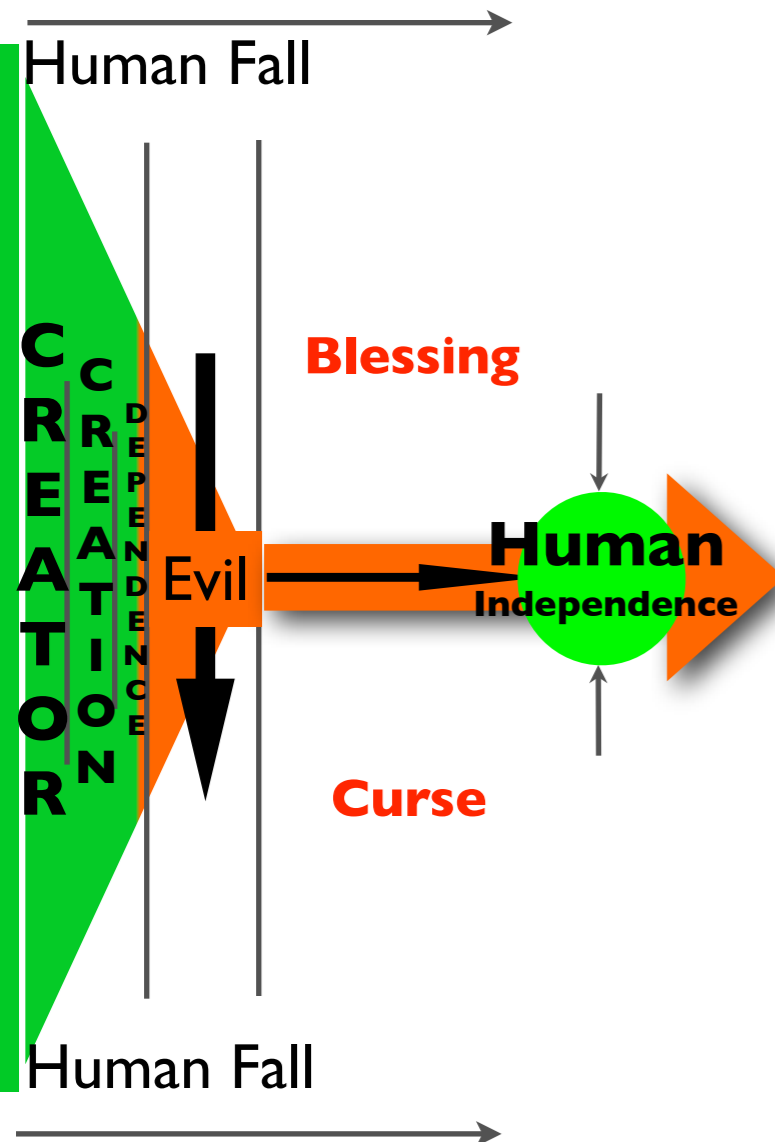 Human Fall
CREATOR
CREATION
DEPENDENCE
Blessing
Evil
Human
Independence
Curse
Human Fall